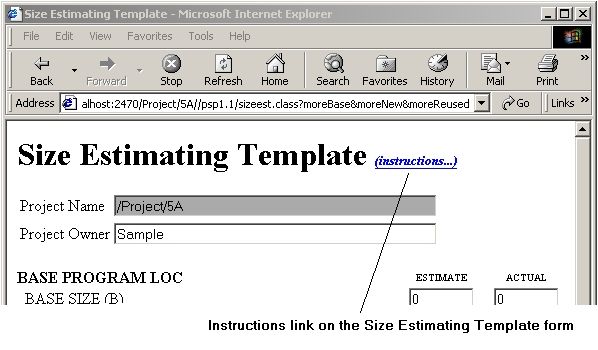 Size Estimating Template - Microsoft Internet Explorer
File Edit View Favorites Tools Help
Back Forward Stop Refresh Home Search Favorites History Mail Print »
Address alhost:2470/Project/5A//psp1.1/sizeest.class?moreBase&moreNew&moreReused Go Links »
Size Estimating Template (instructions...)
Project Name /Project/5A
Project Owner Sample
BASE PROGRAM LOC ESTIMATE ACTUAL
BASE SIZE (B) 0 0
Instructions link on the Size Estimating Template form